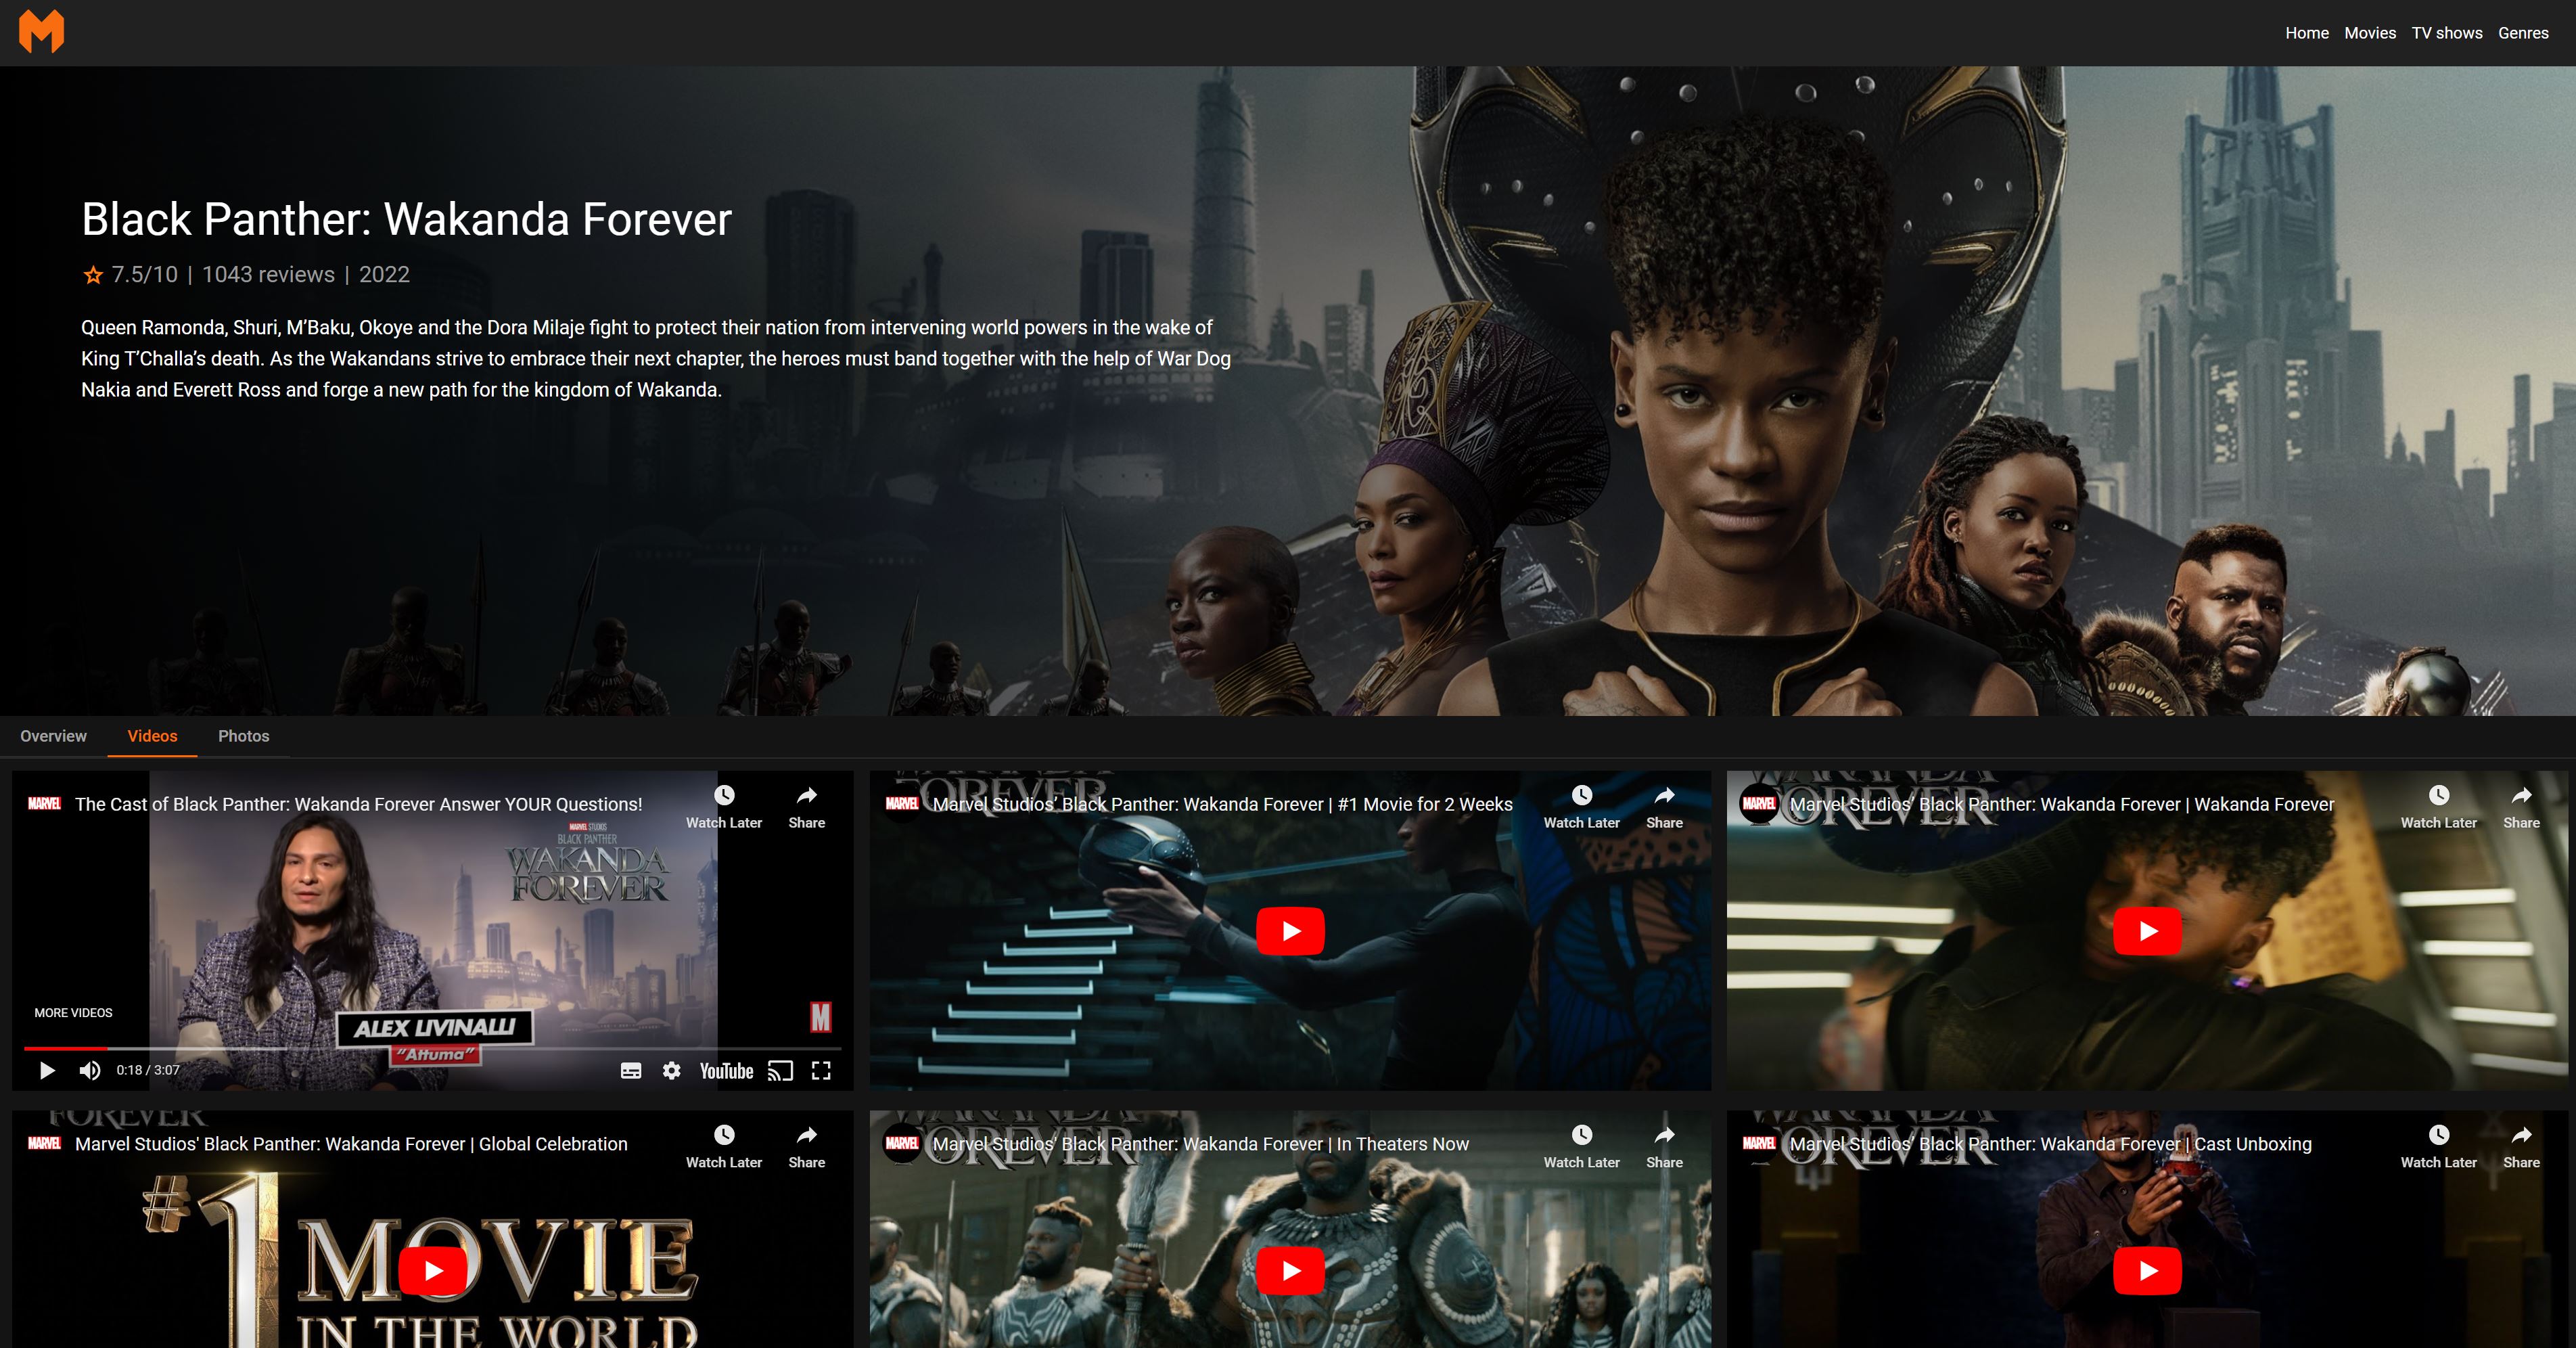 Home Movies TV shows Genres
Black Panther: Wakanda Forever
7.5/10 | 1043 reviews | 2022
Queen Ramonda, Shuri, M’Baku, Okoye and the Dora Milaje fight to protect their nation from intervening world powers in the wake of
King T’Challa’s death. As the Wakandans strive to embrace their next chapter, the heroes must band together with the help of War Dog
Nakia and Everett Ross and forge a new path for the kingdom of Wakanda.
Overview Videos Photos
MARVEL The Cast of Black Panther: Wakanda Forever Answer YOUR Questions!
Watch Later Share
MARVEL STUDIOS
BLACK PANTHER
WAKANDA
FOREVER
MORE VIDEOS
M
ALEX LIVINALLI
"Attuma"
0:18 / 3:07
YouTube
WAKANDA
FOREVER
MARVEL Marvel Studios’ Black Panther: Wakanda Forever | #1 Movie for 2 Weeks
Watch Later Share
WAKANDA
FOREVER
MARVEL Marvel Studios’ Black Panther: Wakanda Forever | Wakanda Forever
Watch Later Share
FOREVER
MARVEL Marvel Studios' Black Panther: Wakanda Forever | Global Celebration
Watch Later Share
#1 MOVIE
IN THE WORLD
WAKANDA
FOREVER
MARVEL Marvel Studios' Black Panther: Wakanda Forever | In Theaters Now
Watch Later Share
WAKANDA
FOREVER
MARVEL Marvel Studios’ Black Panther: Wakanda Forever | Cast Unboxing
Watch Later Share